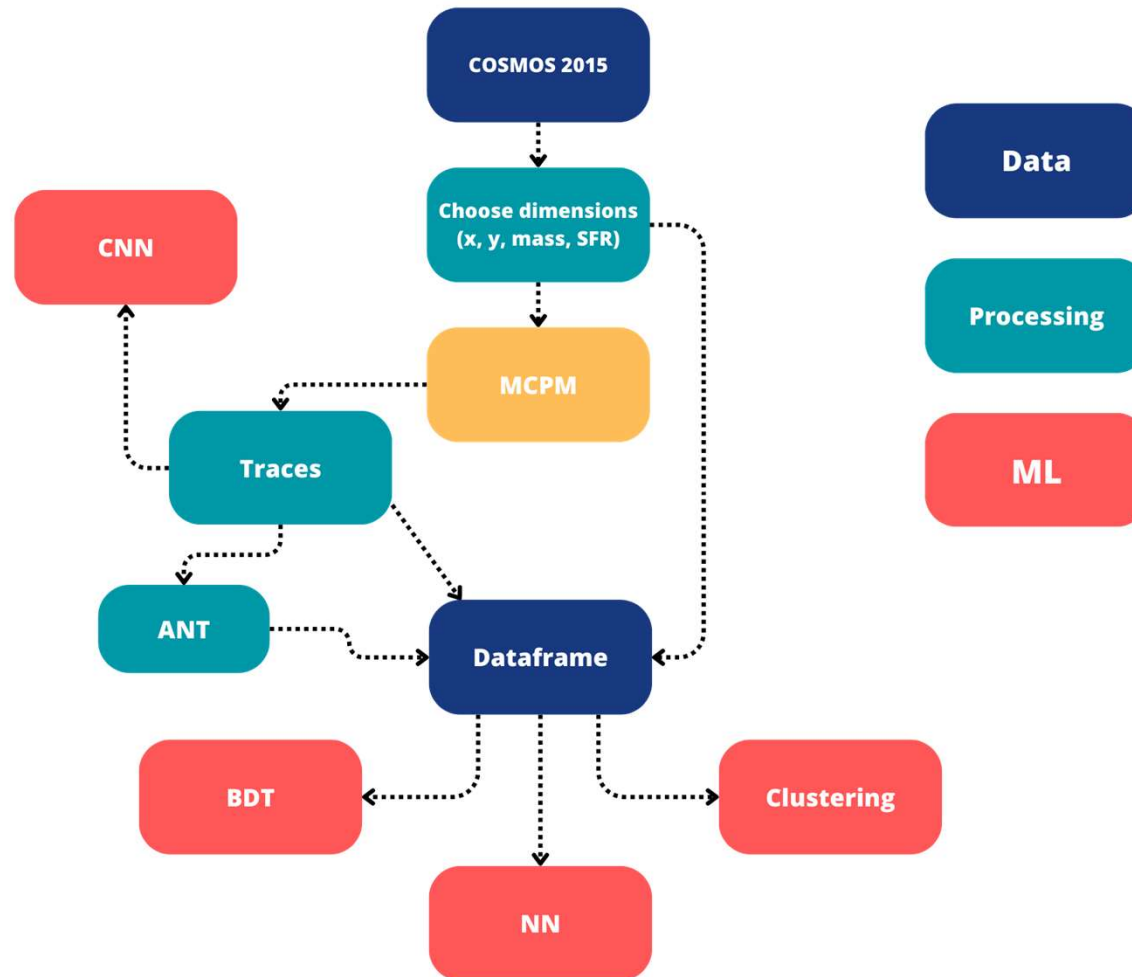 COSMOS 2015
Data
Choose dimensions
(x, y, mass, SFR)
CNN
Processing
MCPM
Traces
ML
ANT
Dataframe
BDT
Clustering
NN